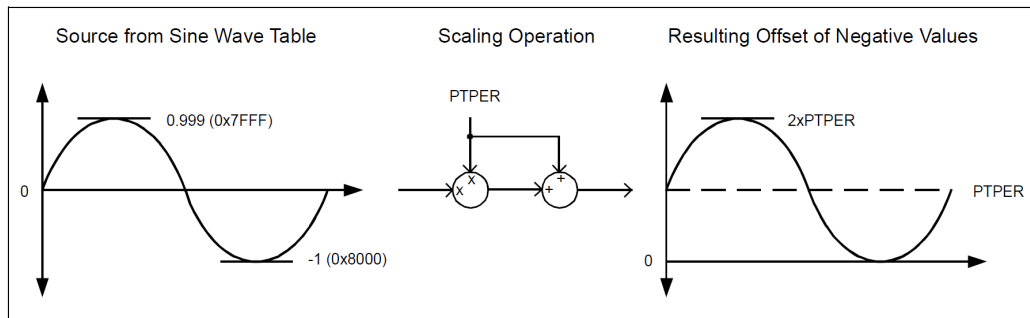 Source from Sine Wave Table
Scaling Operation
Resulting Offset of Negative Values
0.999 (0x7FFF)
0
-1 (0x8000)
PTPER
x
x
+
+
2xPTPER
PTPER
0